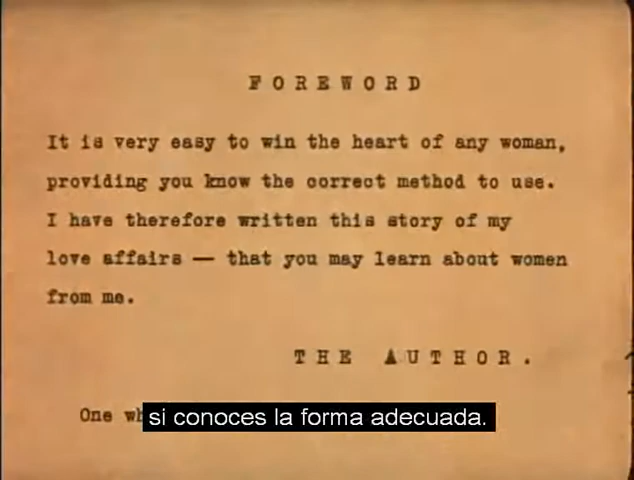 FOREWORD
It is very easy to win the heart of any woman,
providing you know the correct method to use.
I have therefore written this story of my
love affairs — that you may learn about women
from me.
THE AUTHOR.
One
si conoces la forma adecuada.